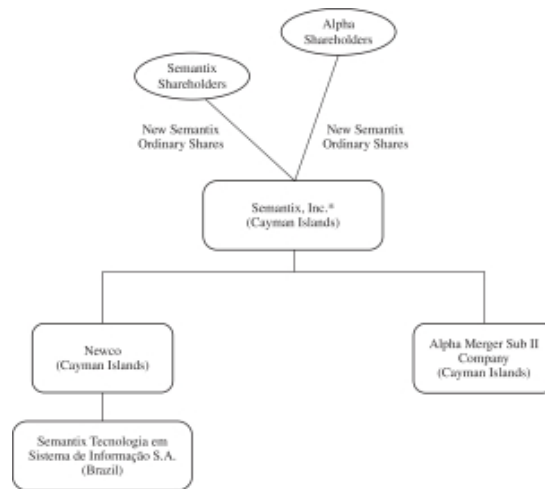 Alpha
Shareholders
Semantix
Shareholders
New Semantix
Ordinary Shares
New Semantix
Ordinary Shares
Semantix, Inc.*
(Cayman Islands)
Newco
(Cayman Islands)
Alpha Merger Sub II
Company
(Cayman Islands)
Semantix Tecnologia em
Sistema de Informação S.A.
(Brazil)